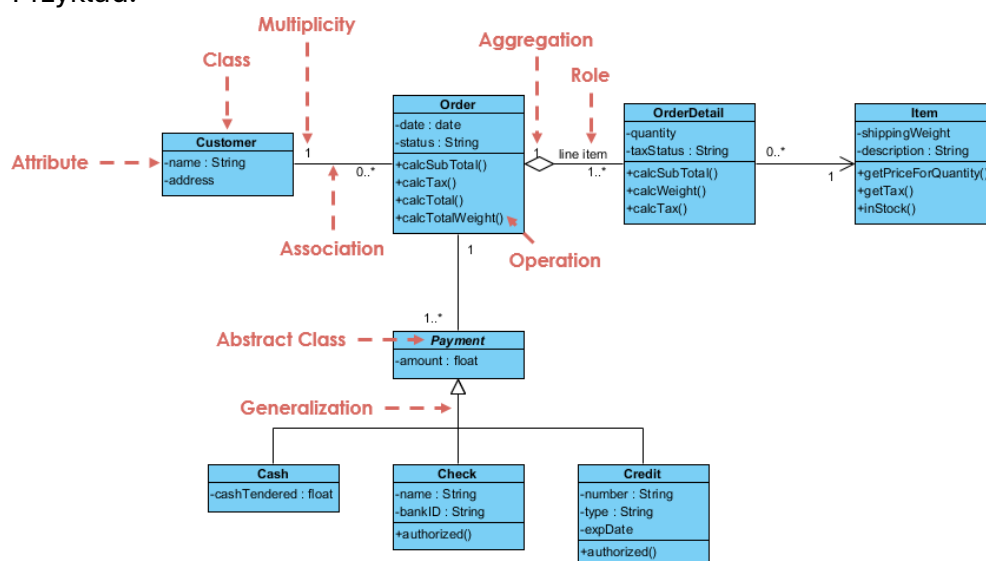 Przykład:
Multiplicity
Aggregation
Class
Role
Attribute
Customer
-name : String
-address
1
0..*
Association
Order
-date : date
-status : String
+calcSubTotal()
+calcTax()
+calcTotal()
+calcTotalWeight()
Operation
1
line item
1..*
OrderDetail
-quantity
-taxStatus : String
+calcSubTotal()
+calcWeight()
+calcTax()
0..*
1
Item
-shippingWeight
-description : String
+getPriceForQuantity()
+getTax()
+inStock()
1
1..*
Abstract Class
Payment
-amount : float
Generalization
Cash
-cashTendered : float
Check
-name : String
-bankID : String
+authorized()
Credit
-number : String
-type : String
-expDate
+authorized()